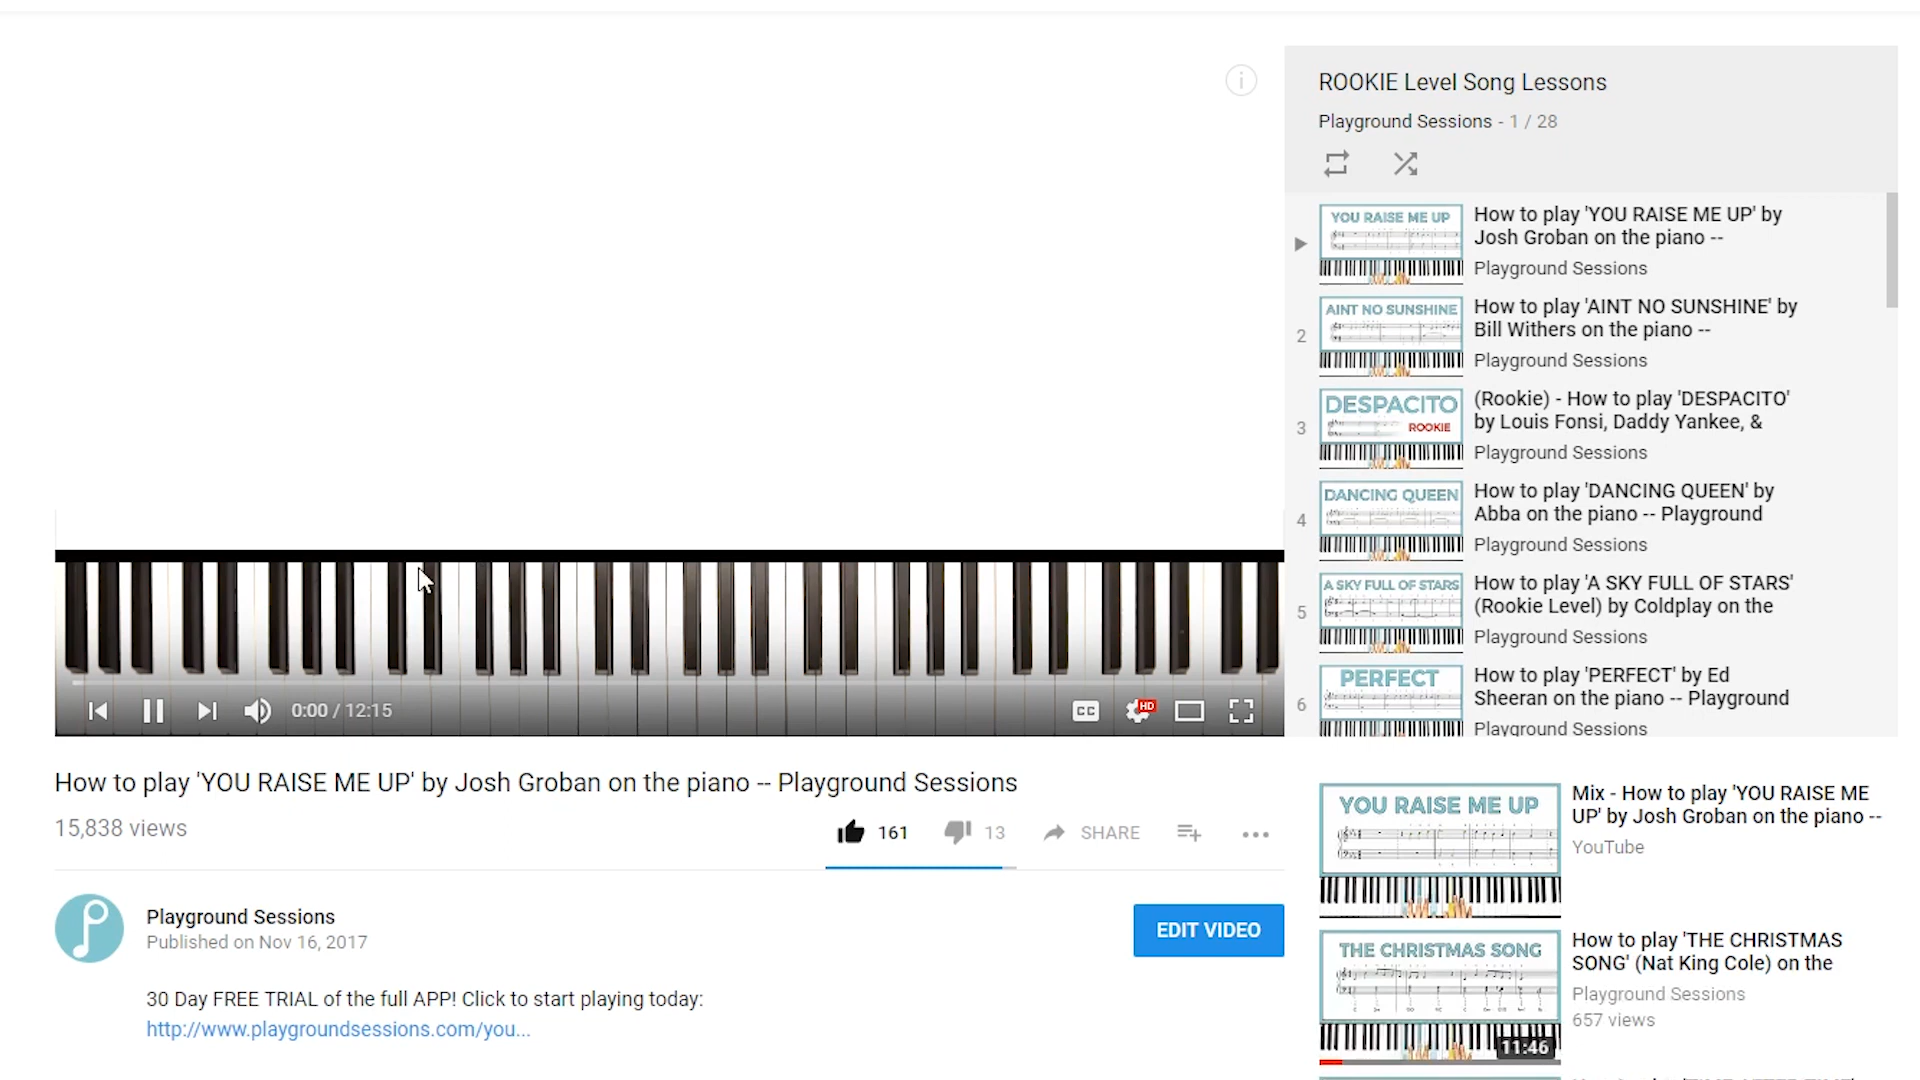 ROOKIE Level Song Lessons
Playground Sessions - 1 / 28
YOU RAISE ME UP
How to play 'YOU RAISE ME UP' by
Josh Groban on the piano --
Playground Sessions
2
AINT NO SUNSHINE
How to play 'AINT NO SUNSHINE' by
Bill Withers on the piano --
Playground Sessions
3
DESPACITO
ROOKIE
(Rookie) - How to play 'DESPACITO'
by Louis Fonsi, Daddy Yankee, &
Playground Sessions
4
DANCING QUEEN
How to play 'DANCING QUEEN' by
Abba on the piano -- Playground
Playground Sessions
5
A SKY FULL OF STARS
How to play 'A SKY FULL OF STARS'
(Rookie Level) by Coldplay on the
Playground Sessions
6
PERFECT
How to play 'PERFECT' by Ed
Sheeran on the piano -- Playground
Playground Sessions
0:00 / 12:15
CC
HD
How to play 'YOU RAISE ME UP' by Josh Groban on the piano -- Playground Sessions
15,838 views
161
13
SHARE
Playground Sessions
Published on Nov 16, 2017
EDIT VIDEO
30 Day FREE TRIAL of the full APP! Click to start playing today:
http://www.playgroundsessions.com/you...
YOU RAISE ME UP
Mix - How to play 'YOU RAISE ME
UP' by Josh Groban on the piano --
YouTube
THE CHRISTMAS SONG
11:46
How to play 'THE CHRISTMAS
SONG' (Nat King Cole) on the
Playground Sessions
657 views